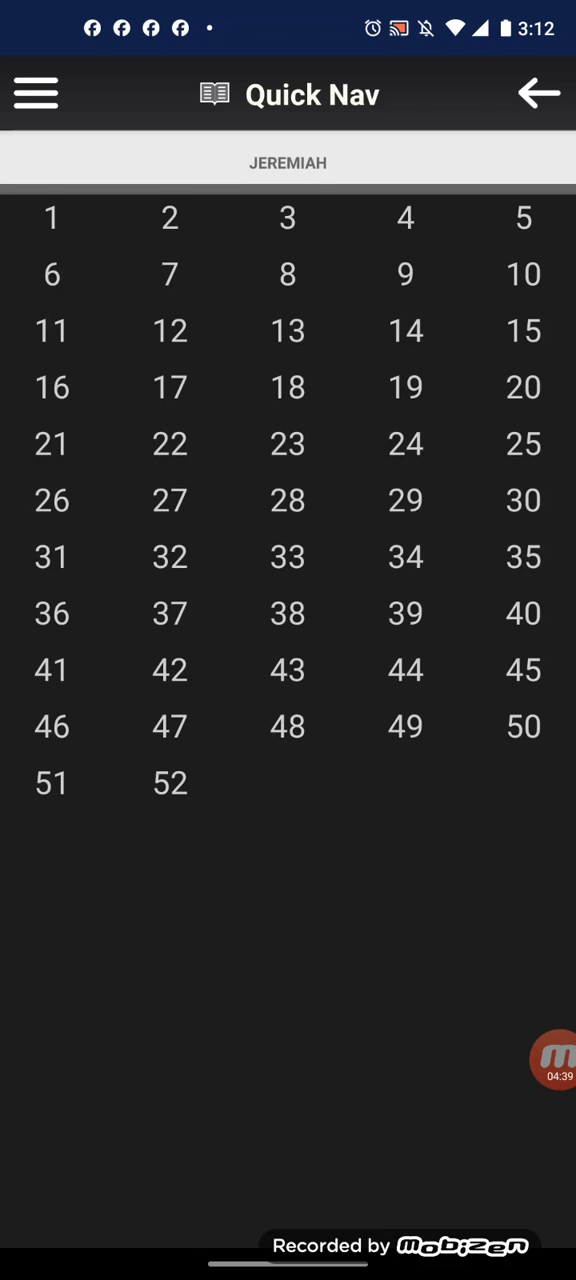 3:12
Quick Nav
JEREMIAH
1 2 3 4 5
6 7 8 9 10
11 12 13 14 15
16 17 18 19 20
21 22 23 24 25
26 27 28 29 30
31 32 33 34 35
36 37 38 39 40
41 42 43 44 45
46 47 48 49 50
51 52
04:39
Recorded by mobizen